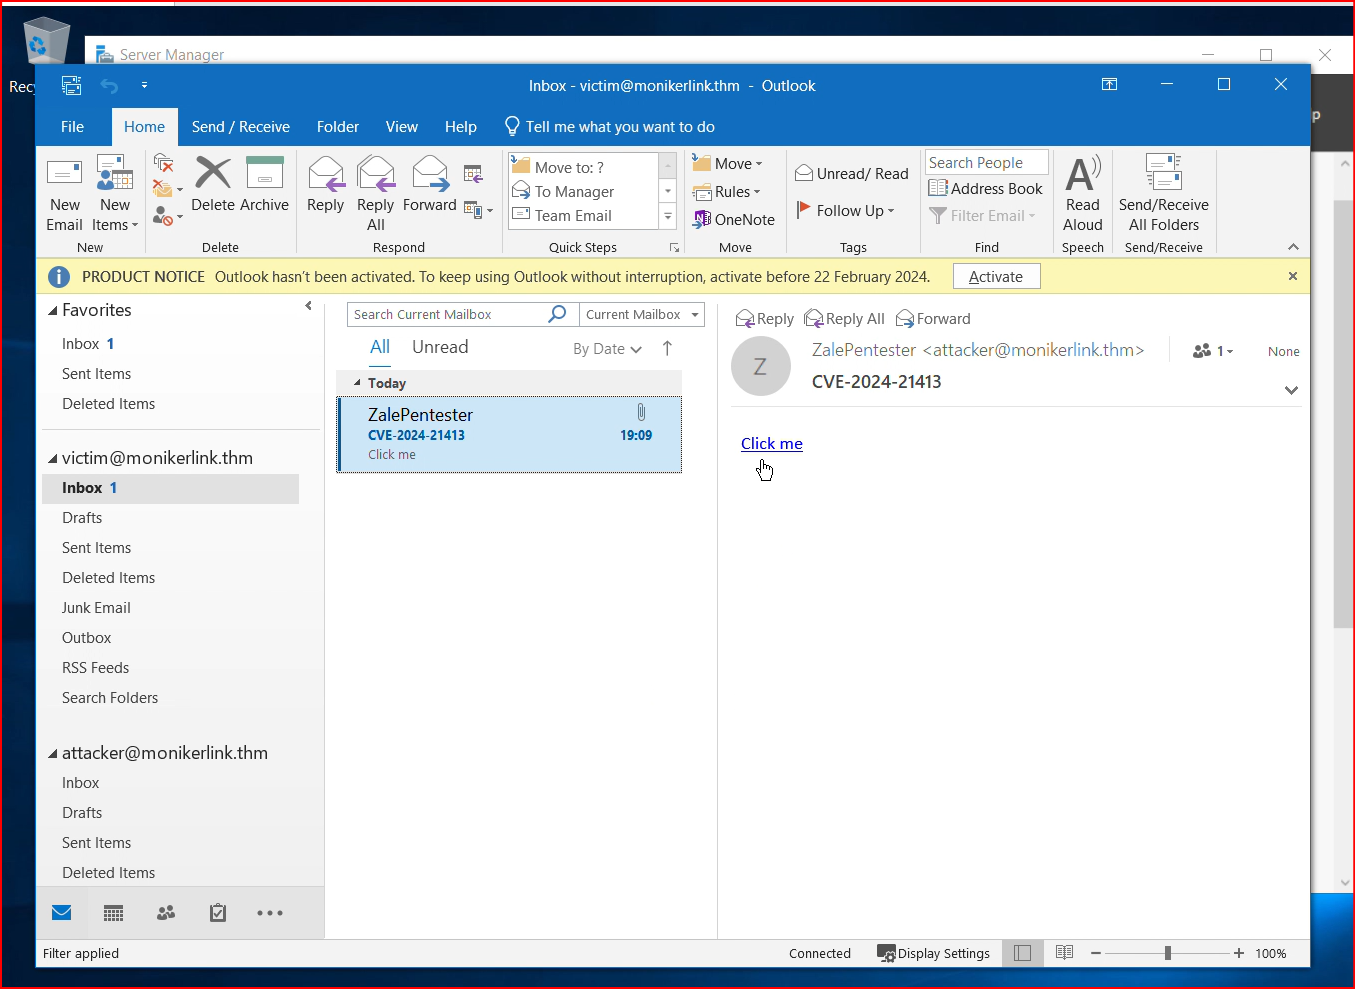 Server Manager
Inbox - victim@monikerlink.thm - Outlook
File Home Send / Receive Folder View Help Tell me what you want to do
New Email
New Items
New
Delete
Archive
Delete
Reply
Reply All
Forward
Respond
Move to: ?
To Manager
Team Email
Quick Steps
Move
Rules
OneNote
Move
Unread/ Read
Follow Up
Tags
Search People
Address Book
Filter Email
Find
Read Aloud
Speech
Send/Receive All Folders
Send/Receive
PRODUCT NOTICE Outlook hasn't been activated. To keep using Outlook without interruption, activate before 22 February 2024. Activate
Favorites
Inbox 1
Sent Items
Deleted Items
victim@monikerlink.thm
Inbox 1
Drafts
Sent Items
Deleted Items
Junk Email
Outbox
RSS Feeds
Search Folders
attacker@monikerlink.thm
Inbox
Drafts
Sent Items
Deleted Items
Search Current Mailbox Current Mailbox
All Unread By Date
Today
ZalePentester
CVE-2024-21413 19:09
Click me
Reply Reply All Forward
Z
ZalePentester <attacker@monikerlink.thm> 1 None
CVE-2024-21413
Click me
Filter applied Connected Display Settings 100%